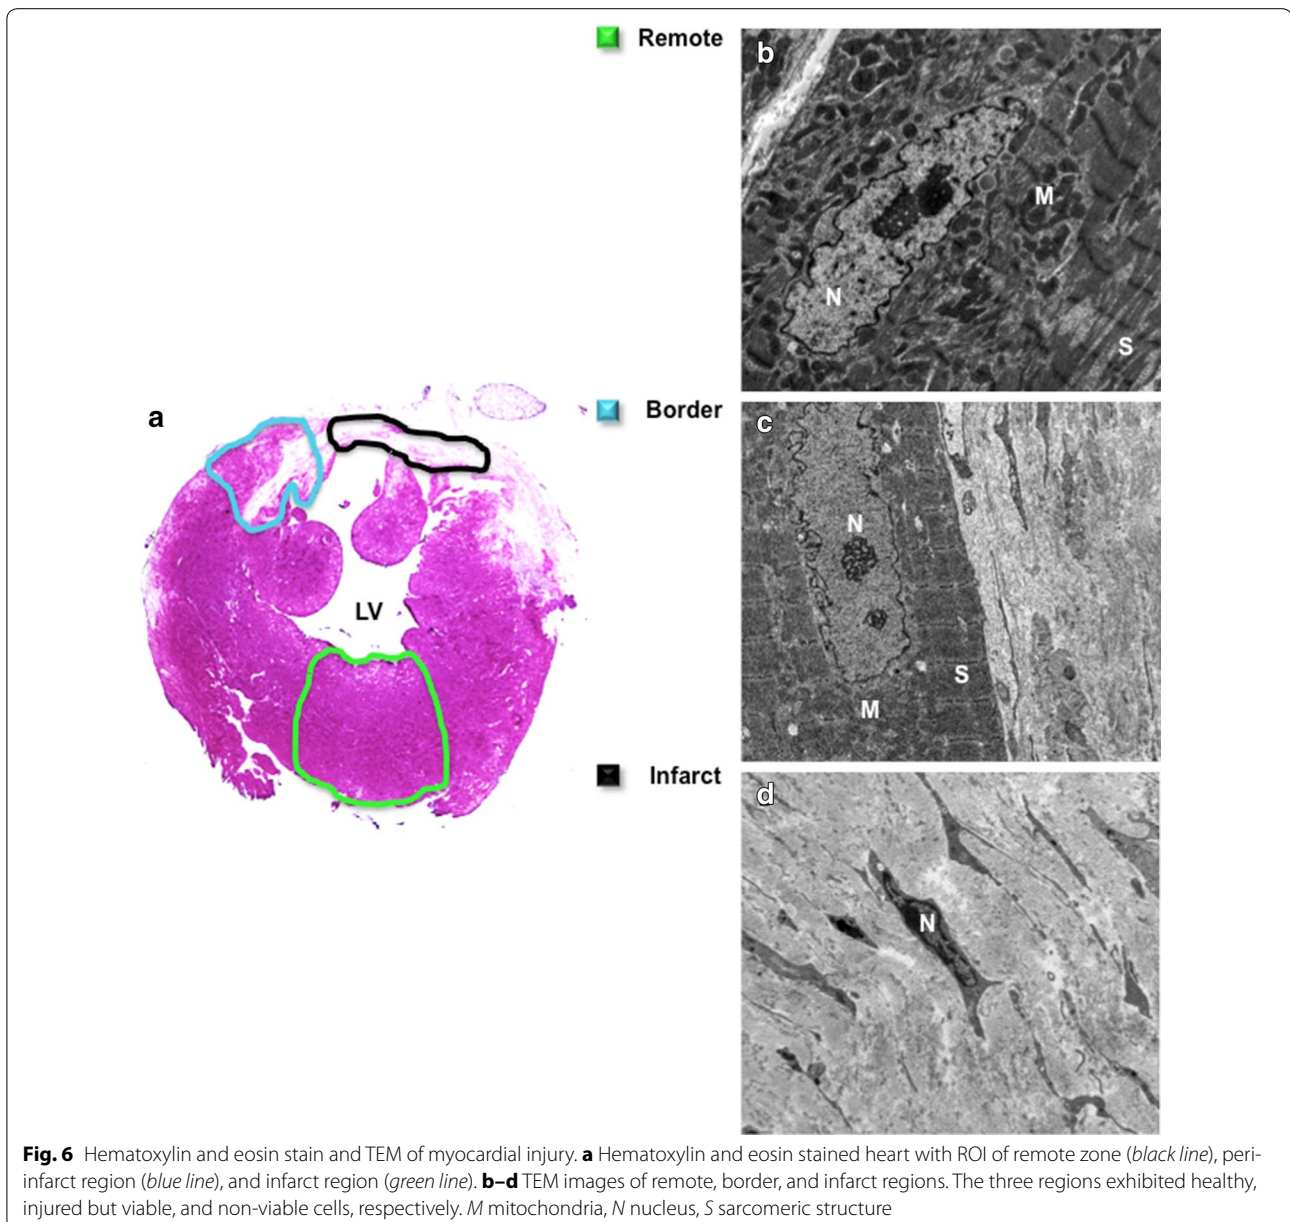 Remote
b
N
M
S
a
LV
Border
c
N
S
M
Infarct
d
N
Fig. 6 Hematoxylin and eosin stain and TEM of myocardial injury. a Hematoxylin and eosin stained heart with ROI of remote zone (black line), peri-
infarct region (blue line), and infarct region (green line). b–d TEM images of remote, border, and infarct regions. The three regions exhibited healthy,
injured but viable, and non-viable cells, respectively. M mitochondria, N nucleus, S sarcomeric structure